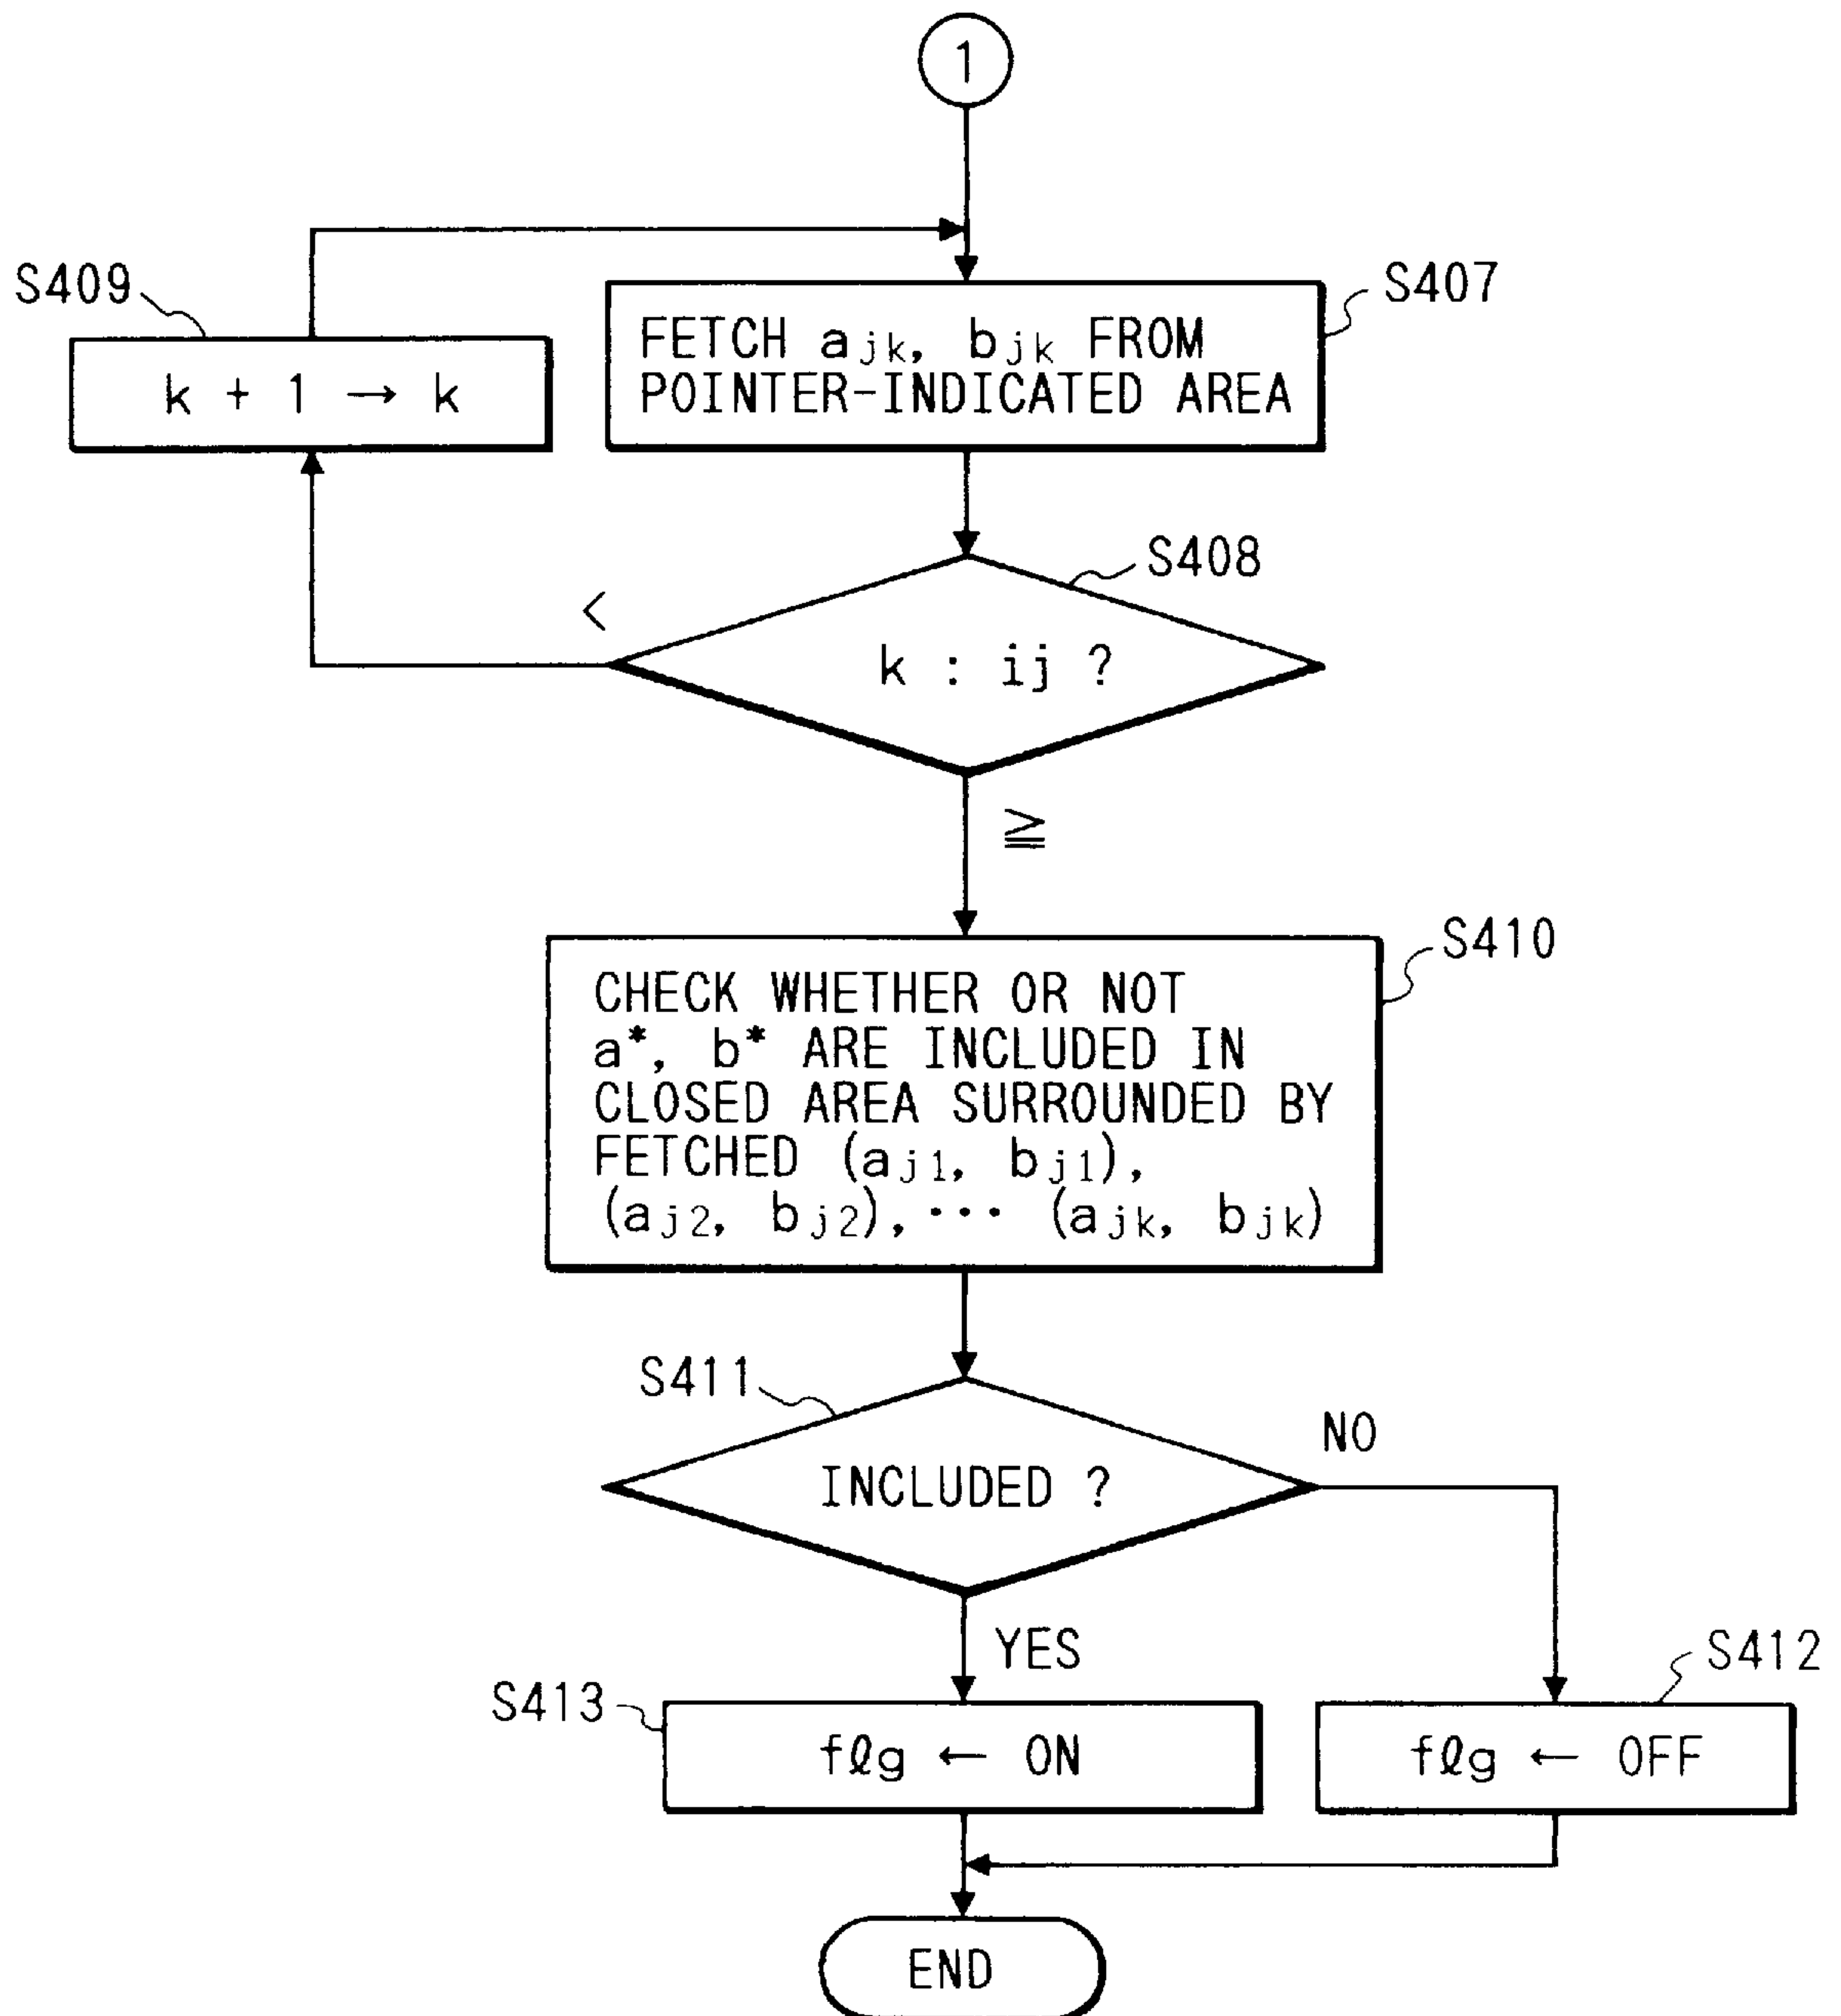 1
S409
S407
FETCH ajk, bjk FROM
POINTER-INDICATED AREA
k + 1 → k
S408
<
k : ij ?
≧
S410
CHECK WHETHER OR NOT
a*, b* ARE INCLUDED IN
CLOSED AREA SURROUNDED BY
FETCHED (aj1, bj1),
(aj2, bj2), ··· (ajk, bjk)
S411
NO
INCLUDED ?
YES
S412
S413
fℓg ← ON
fℓg ← OFF
END